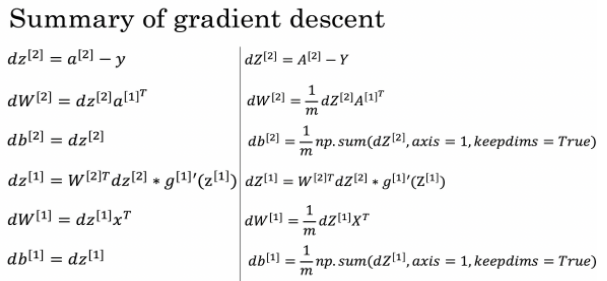 Summary of gradient descent
dz^{[2]} = a^{[2]} − y
dW^{[2]} = dz^{[2]}a^{[1]^T}
db^{[2]} = dz^{[2]}
dz^{[1]} = W^{[2]T}dz^{[2]} ∗ g^{[1]}′(z^{[1]})
dW^{[1]} = dz^{[1]}x^T
db^{[1]} = dz^{[1]}
dZ^{[2]} = A^{[2]} − Y
dW^{[2]} = \frac{1}{m} dZ^{[2]}A^{[1]^T}
db^{[2]} = \frac{1}{m} np.sum(dZ^{[2]}, axis = 1, keepdims = True)
dZ^{[1]} = W^{[2]T}dZ^{[2]} ∗ g^{[1]}′(Z^{[1]})
dW^{[1]} = \frac{1}{m} dZ^{[1]}X^T
db^{[1]} = \frac{1}{m} np.sum(dZ^{[1]}, axis = 1, keepdims = True)